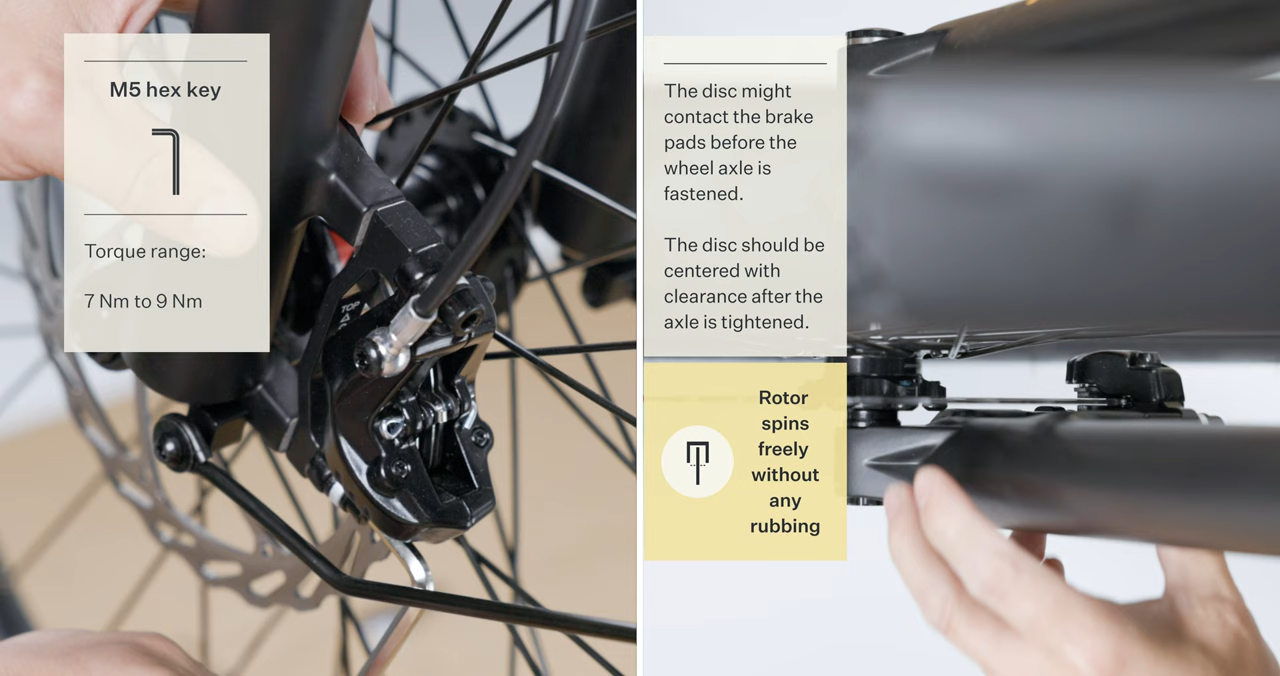 M5 hex key
Torque range:
7 Nm to 9 Nm
TOP
The disc might
contact the brake
pads before the
wheel axle is
fastened.
The disc should be
centered with
clearance after the
axle is tightened.
Rotor
spins
freely
without
any
rubbing